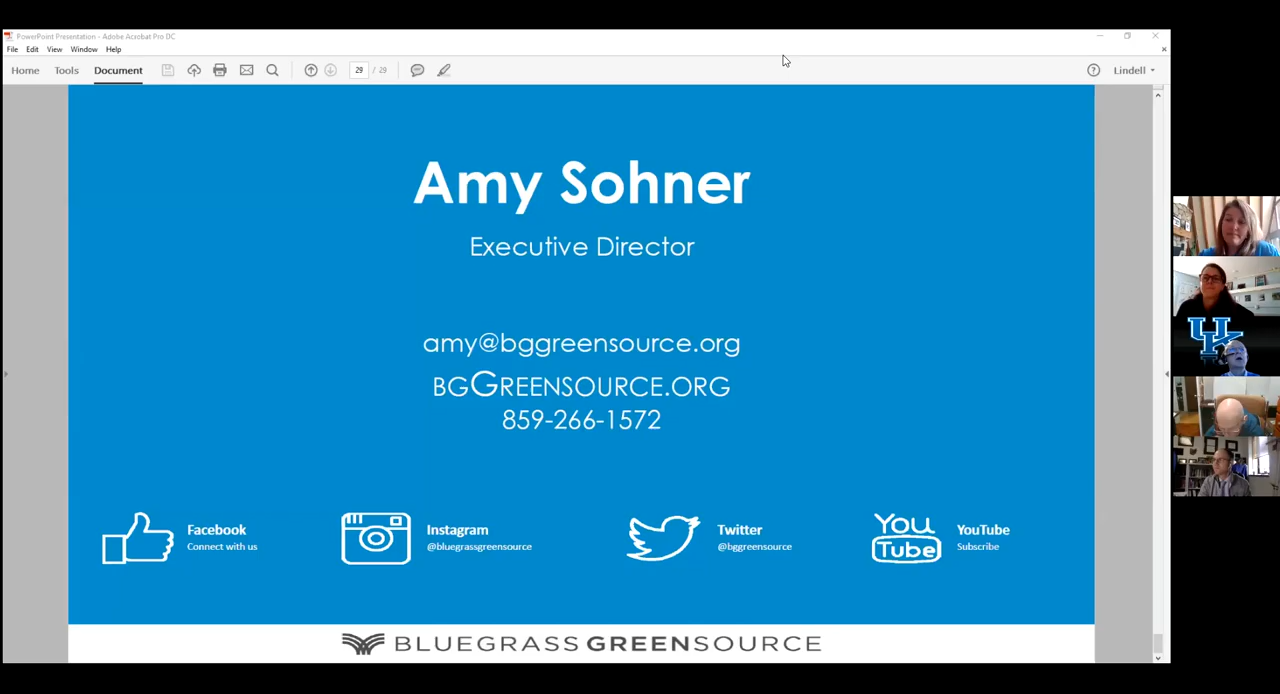 PowerPoint Presentation - Adobe Acrobat Pro DC
File Edit View Window Help
Home Tools Document 29 / 29 Lindell
Amy Sohner
Executive Director
amy@bggreensource.org
BGGREENSOURCE.ORG
859-266-1572
Facebook
Connect with us
Instagram
@bluegrassgreensource
Twitter
@bggreensource
You
Tube
YouTube
Subscribe
BLUEGRASS GREENSOURCE
UK